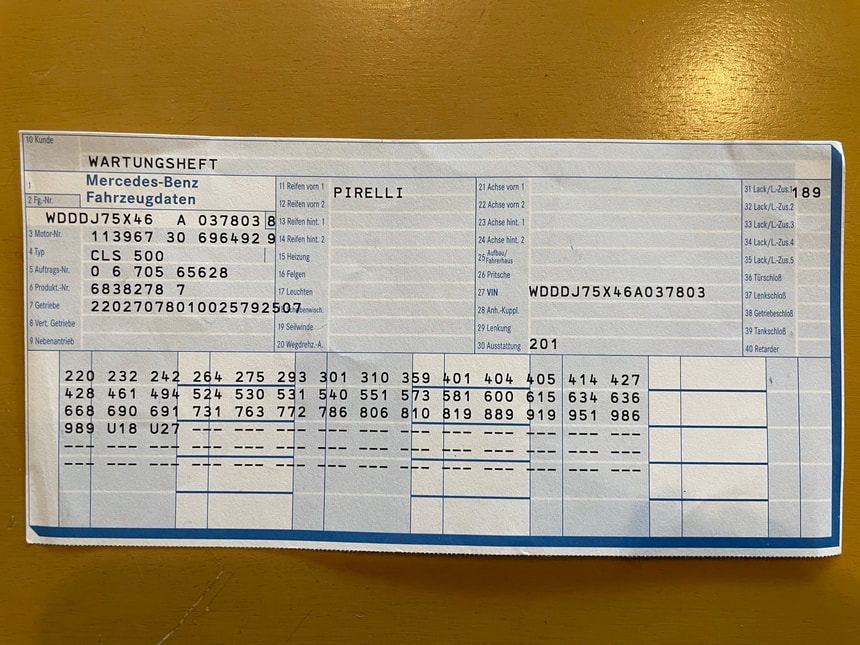 10 Kunde
WARTUNGSHEFT
1 Mercedes-Benz
Fahrzeugdaten
2 Fg.-Nr.
WDDDJ75X46 A 037803 8
3 Motor-Nr. 113967 30 696492 9
4 Typ CLS 500
5 Auftrags-Nr. 0 6 705 65628
6 Produkt.-Nr. 6838278 7
7 Getriebe 22027078010025792507
8 Vert. Getriebe
9 Nebenantrieb
11 Reifen vorn 1 PIRELLI
12 Reifen vorn 2
13 Reifen hint. 1
14 Reifen hint. 2
15 Heizung
16 Felgen
17 Leuchten
19 Seilwinde
20 Wegdrehz.-A.
21 Achse vorn 1
22 Achse vorn 2
23 Achse hint 1
24 Achse hint 2
25 Aufbau/
Fahrerhaus
26 Pritsche
27 VIN WDDDJ75X46A037803
28 Anh.-Kuppl.
29 Lenkung
30 Ausstattung 201
31 Lack/L.-Zus.1 189
32 Lack/L.-Zus.2
33 Lack/L.-Zus.3
34 Lack/L.-Zus.4
35 Lack/L.-Zus.5
36 Türschloß
37 Lenkschloß
38 Getriebeschloß
39 Tankschloß
40 Retarder
220 232 242 264 275 293 301 310 359 401 404 405 414 427
428 461 494 524 530 531 540 551 573 581 600 615 634 636
668 690 691 731 763 772 786 806 810 819 889 919 951 986
989 U18 U27 --- --- --- --- --- --- --- --- --- --- ---
--- --- --- --- --- --- --- --- --- --- --- --- --- ---
--- --- --- --- --- --- --- --- --- --- --- --- --- ---